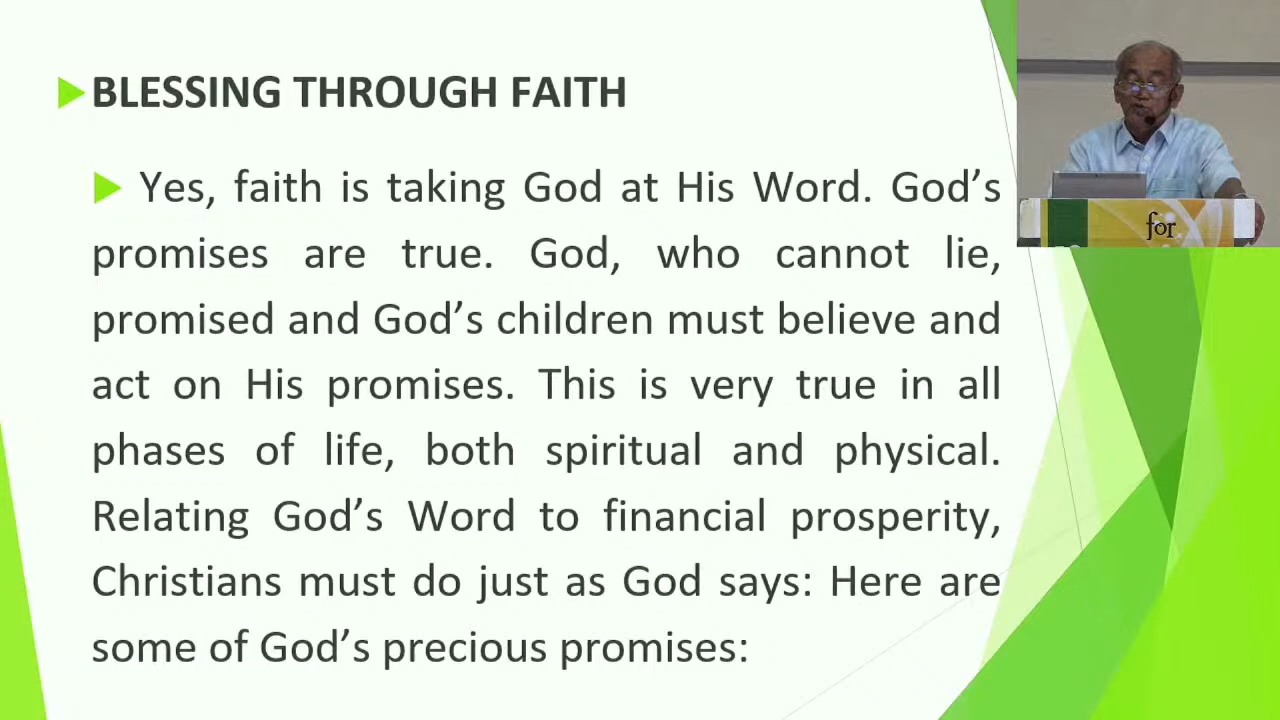 BLESSING THROUGH FAITH
Yes, faith is taking God at His Word. God’s
promises are true. God, who cannot lie,
promised and God’s children must believe and
act on His promises. This is very true in all
phases of life, both spiritual and physical.
Relating God’s Word to financial prosperity,
Christians must do just as God says: Here are
some of God’s precious promises:
for